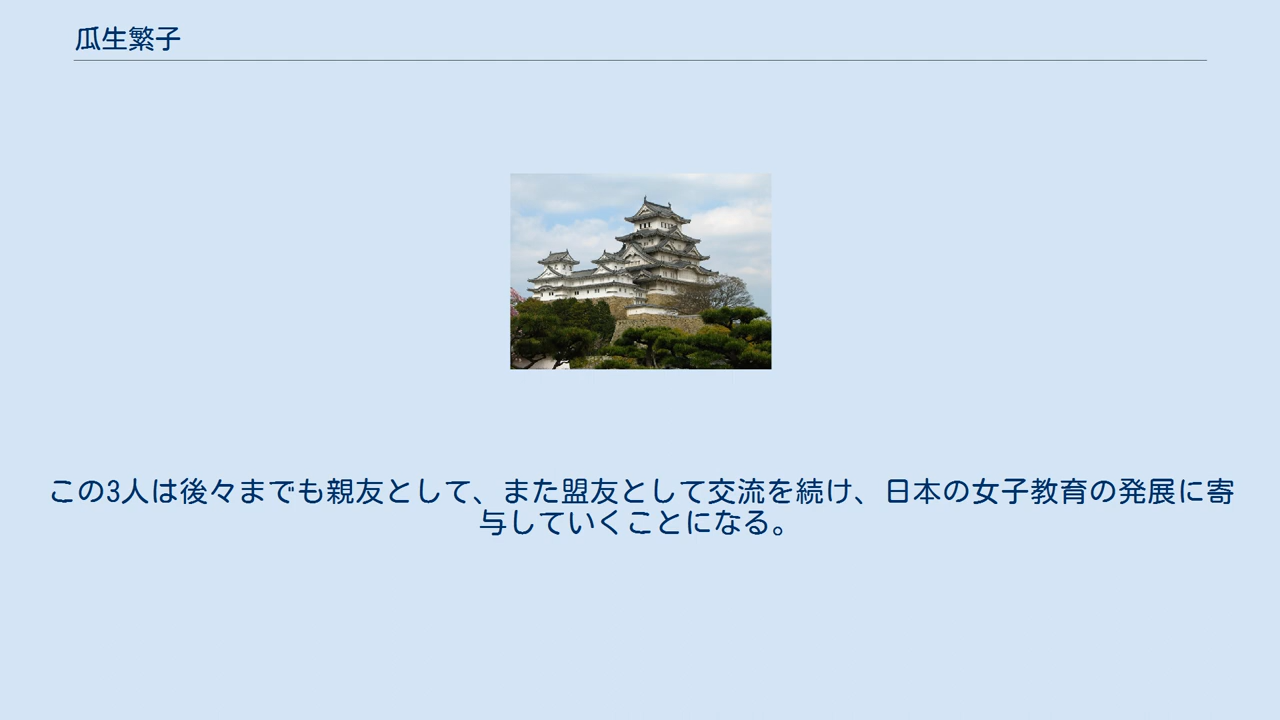 瓜生繁子
この3人は後々までも親友として、また盟友として交流を続け、日本の女子教育の発展に寄
与していくことになる。